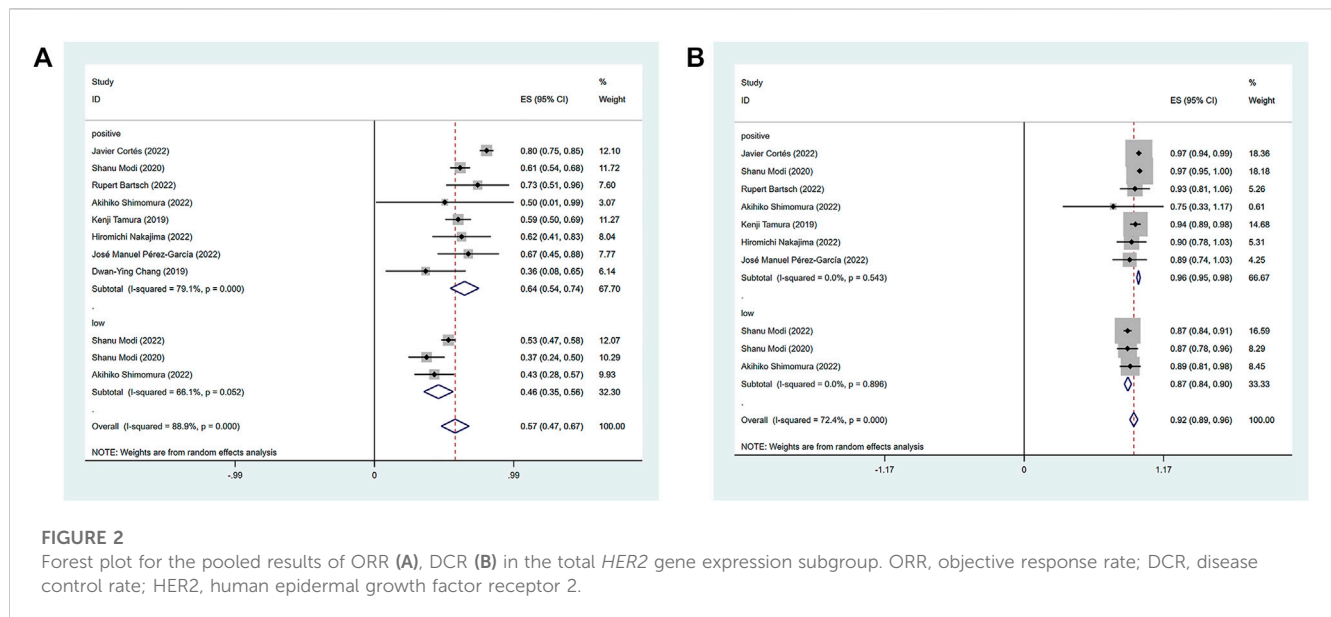 A
Study %
ID ES (95% CI) Weight
positive
Javier Cortés (2022) 0.80 (0.75, 0.85) 12.10
Shanu Modi (2020) 0.61 (0.54, 0.68) 11.72
Rupert Bartsch (2022) 0.73 (0.51, 0.96) 7.60
Akihiko Shimomura (2022) 0.50 (0.01, 0.99) 3.07
Kenji Tamura (2019) 0.59 (0.50, 0.69) 11.27
Hiromichi Nakajima (2022) 0.62 (0.41, 0.83) 8.04
José Manuel Pérez-García (2022) 0.67 (0.45, 0.88) 7.77
Dwan-Ying Chang (2019) 0.36 (0.08, 0.65) 6.14
Subtotal (I-squared = 79.1%, p = 0.000) 0.64 (0.54, 0.74) 67.70
.
low
Shanu Modi (2022) 0.53 (0.47, 0.58) 12.07
Shanu Modi (2020) 0.37 (0.24, 0.50) 10.29
Akihiko Shimomura (2022) 0.43 (0.28, 0.57) 9.93
Subtotal (I-squared = 66.1%, p = 0.052) 0.46 (0.35, 0.56) 32.30
.
Overall (I-squared = 88.9%, p = 0.000) 0.57 (0.47, 0.67) 100.00
NOTE: Weights are from random effects analysis
-.99 0 .99
B
Study %
ID ES (95% CI) Weight
positive
Javier Cortés (2022) 0.97 (0.94, 0.99) 18.36
Shanu Modi (2020) 0.97 (0.95, 1.00) 18.18
Rupert Bartsch (2022) 0.93 (0.81, 1.06) 5.26
Akihiko Shimomura (2022) 0.75 (0.33, 1.17) 0.61
Kenji Tamura (2019) 0.94 (0.89, 0.98) 14.68
Hiromichi Nakajima (2022) 0.90 (0.78, 1.03) 5.31
José Manuel Pérez-García (2022) 0.89 (0.74, 1.03) 4.25
Subtotal (I-squared = 0.0%, p = 0.543) 0.96 (0.95, 0.98) 66.67
.
low
Shanu Modi (2022) 0.87 (0.84, 0.91) 16.59
Shanu Modi (2020) 0.87 (0.78, 0.96) 8.29
Akihiko Shimomura (2022) 0.89 (0.81, 0.98) 8.45
Subtotal (I-squared = 0.0%, p = 0.896) 0.87 (0.84, 0.90) 33.33
.
Overall (I-squared = 72.4%, p = 0.000) 0.92 (0.89, 0.96) 100.00
NOTE: Weights are from random effects analysis
-1.17 0 1.17
FIGURE 2
Forest plot for the pooled results of ORR (A), DCR (B) in the total HER2 gene expression subgroup. ORR, objective response rate; DCR, disease
control rate; HER2, human epidermal growth factor receptor 2.